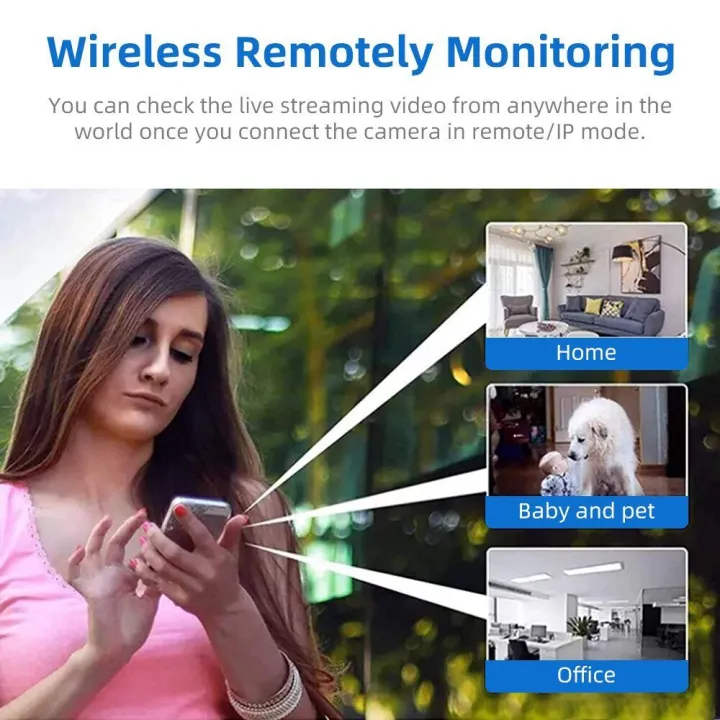 Wireless Remotely Monitoring
You can check the live streaming video from anywhere in the
world once you connect the camera in remote/IP mode.
Home
Baby and pet
Office